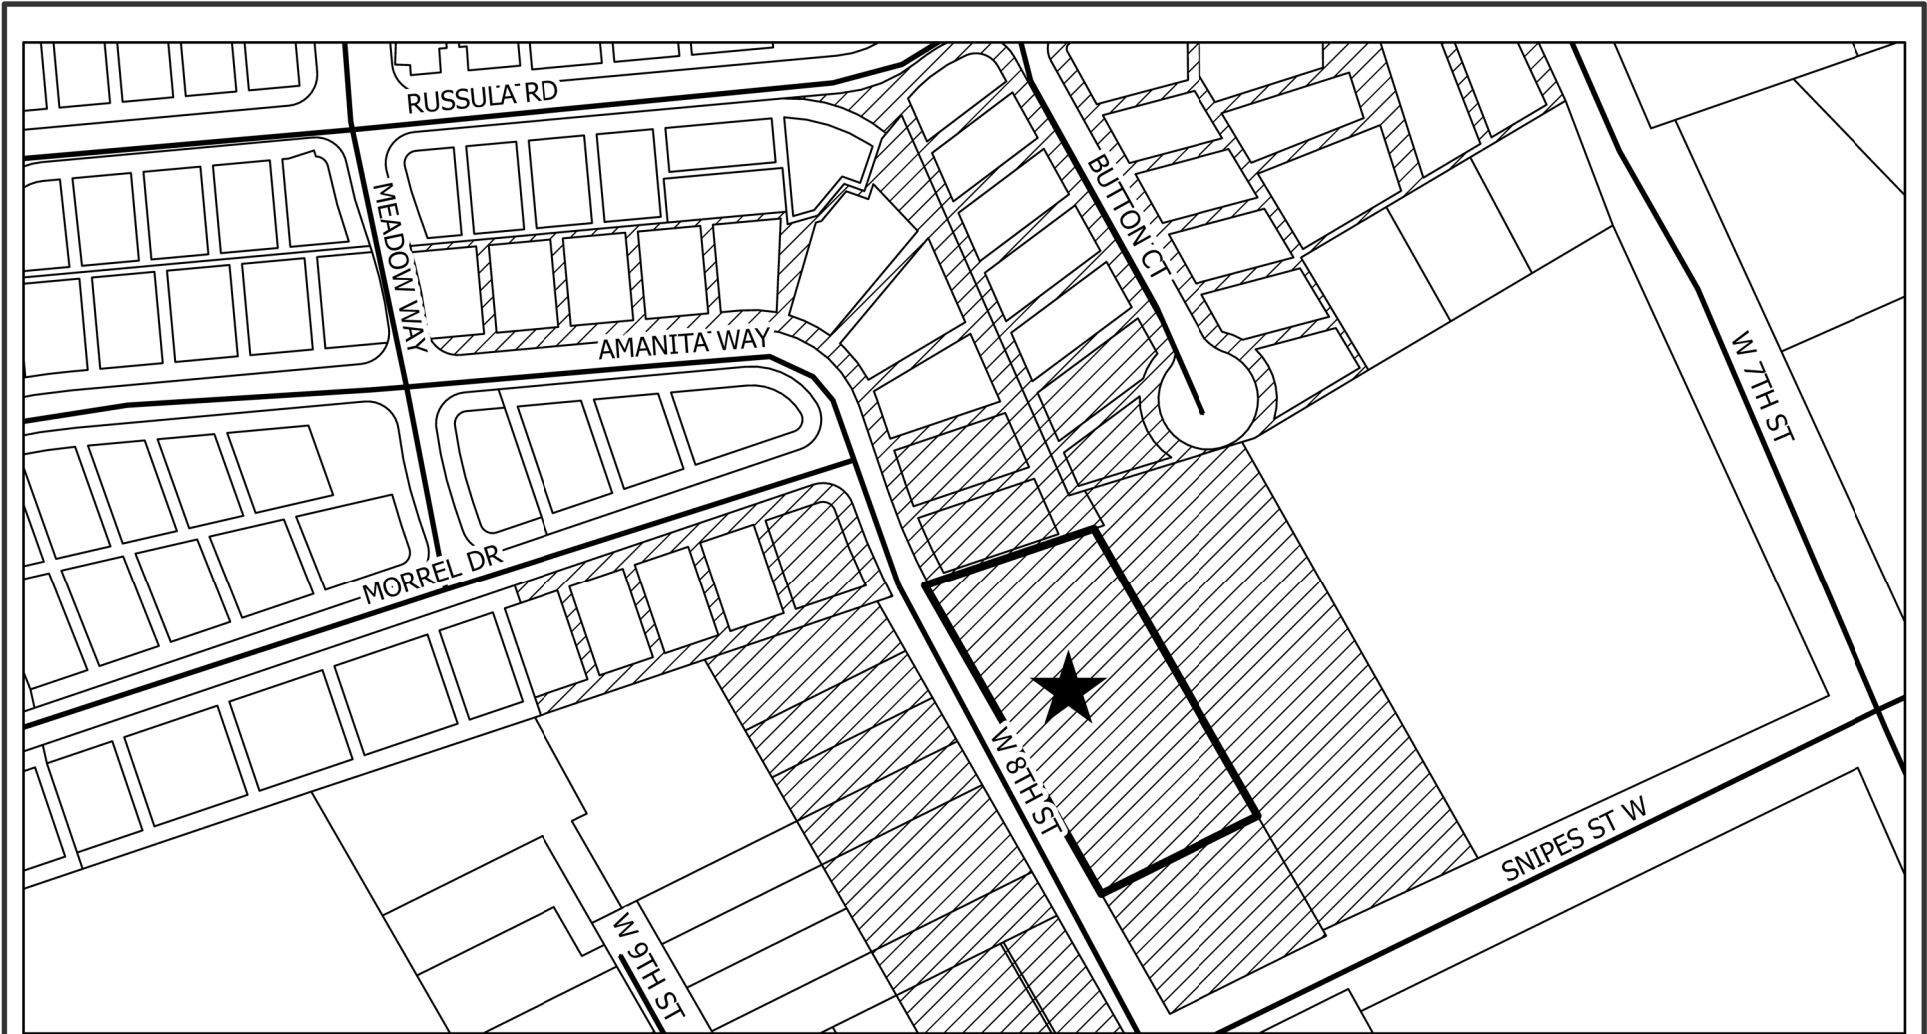 RUSSULA RD
MEADOW WAY
BUTTON CT
AMANITA WAY
W 7TH ST
MORREL DR
W 8TH ST
SNIPES ST W
W 9TH ST